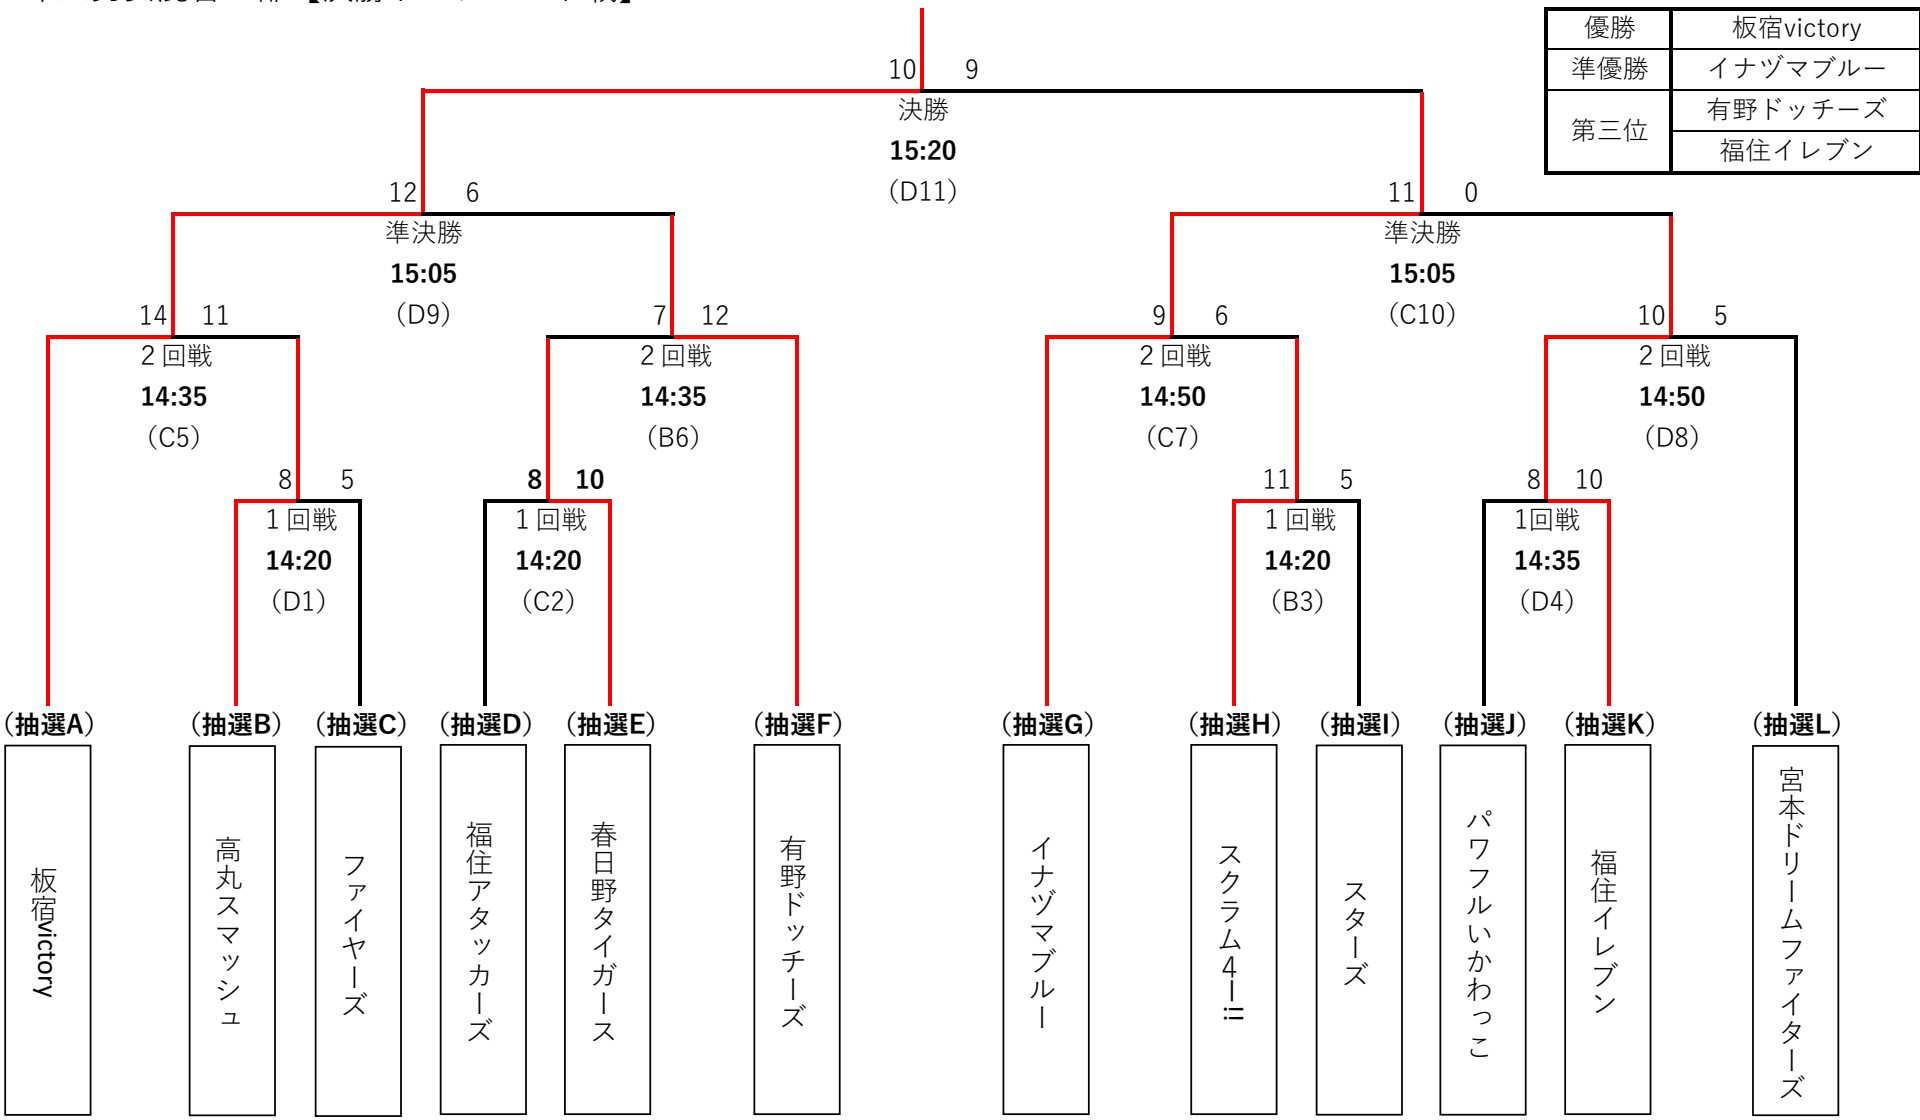 優勝 板宿victory
準優勝 イナヅマブルー
第三位 有野ドッチーズ
福住イレブン
10 9
決勝
15:20
（D11）
12 6
準決勝
15:05
（D9）
11 0
準決勝
15:05
（C10）
14 11
２回戦
14:35
（C5）
7 12
２回戦
14:35
（B6）
9 6
２回戦
14:50
（C7）
10 5
２回戦
14:50
（D8）
8 5
１回戦
14:20
（D1）
8 10
１回戦
14:20
（C2）
11 5
１回戦
14:20
（B3）
8 10
1回戦
14:35
（D4）
（抽選A）
（抽選B）
（抽選C）
（抽選D）
（抽選E）
（抽選F）
（抽選G）
（抽選H）
（抽選I）
（抽選J）
（抽選K）
（抽選L）
板宿victory
高丸スマッシュ
ファイヤーズ
福住アタッカーズ
春日野タイガース
有野ドッチーズ
イナヅマブルー
スクラム４ー!!
スターズ
パワフルいかわっこ
福住イレブン
宮本ドリームファイターズ